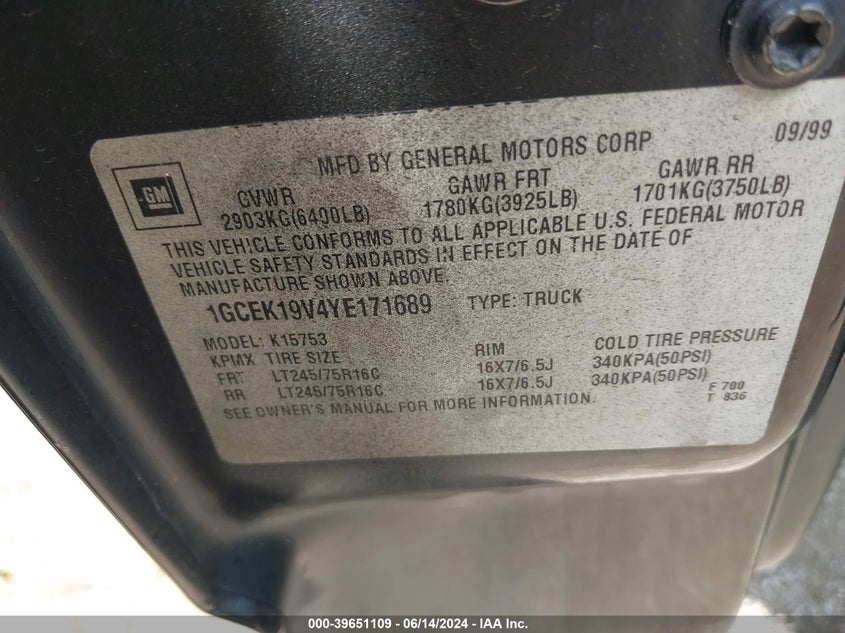 09/99
MFD BY GENERAL MOTORS CORP
GM
GVWR GAWR FRT GAWR RR
2903KG(6400LB) 1780KG(3925LB) 1701KG(3750LB)
THIS VEHICLE CONFORMS TO ALL APPLICABLE U.S. FEDERAL MOTOR
VEHICLE SAFETY STANDARDS IN EFFECT ON THE DATE OF
MANUFACTURE SHOWN ABOVE.
1GCEK19V4YE171689 TYPE: TRUCK
MODEL: K15753
KPMX TIRE SIZE RIM COLD TIRE PRESSURE
FRT LT245/75R16C 16X7/6.5J 340KPA(50PSI)
RR LT245/75R16C 16X7/6.5J 340KPA(50PSI)
SEE OWNER'S MANUAL FOR MORE INFORMATION.
F 700
T 836
000-39651109 - 06/14/2024 - IAA Inc.